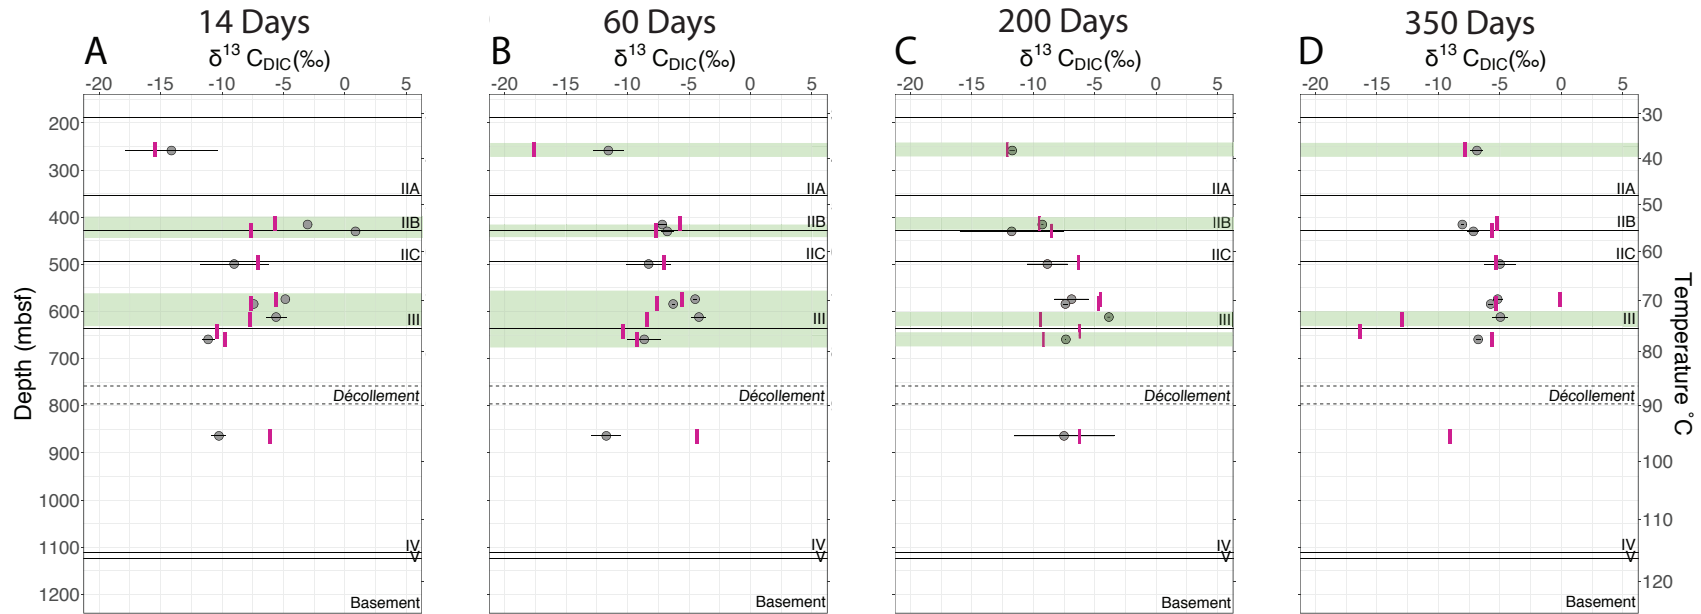 14 Days
60 Days
200 Days
350 Days
A
B
C
D
δ13 CDIC(‰)
δ13 CDIC(‰)
δ13 CDIC(‰)
δ13 CDIC(‰)
-20 -15 -10 -5 0 5
-20 -15 -10 -5 0 5
-20 -15 -10 -5 0 5
-20 -15 -10 -5 0 5
Depth (mbsf)
200
300
400
500
600
700
800
900
1000
1100
1200
IIA
IIB
IIC
III
Décollement
IV
V
Basement
IIA
IIB
IIC
III
Décollement
IV
V
Basement
IIA
IIB
IIC
III
Décollement
IV
V
Basement
IIA
IIB
IIC
III
Décollement
IV
V
Basement
30
40
50
60
70
80
90
100
110
120
Temperature °C